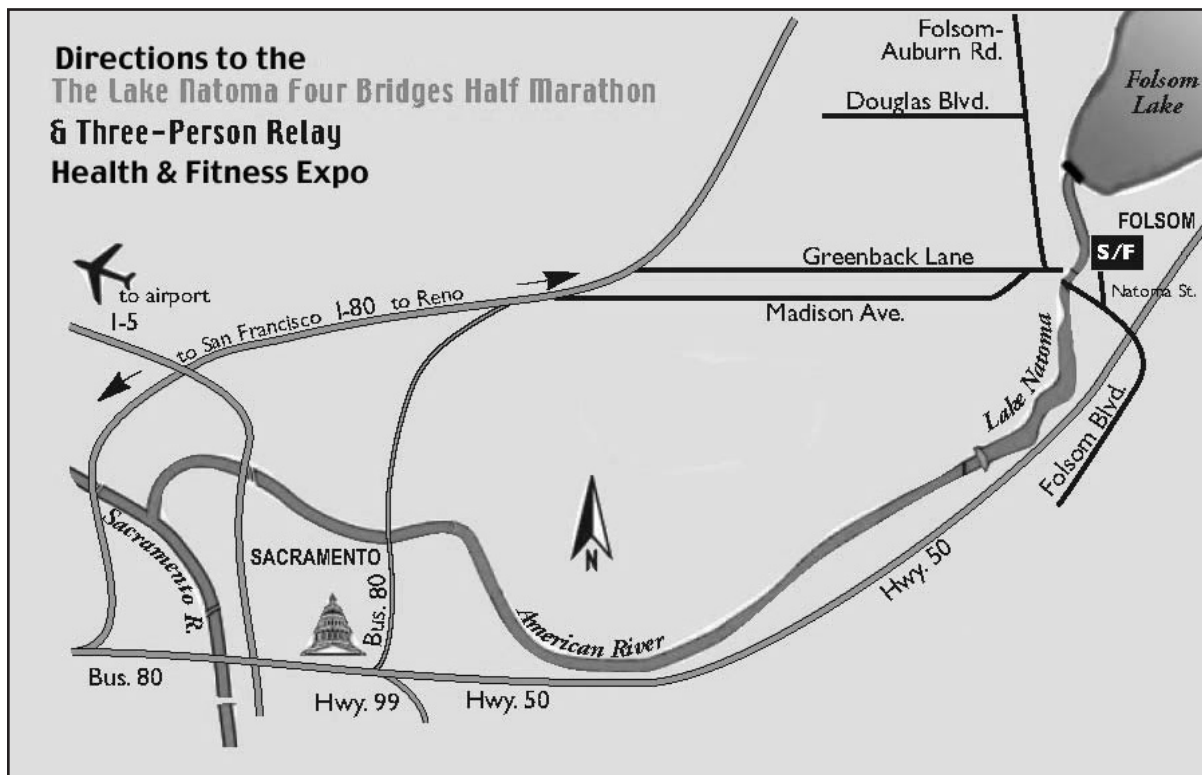 Directions to the
The Lake Natoma Four Bridges Half Marathon
& Three-Person Relay
Health & Fitness Expo
Folsom-
Auburn Rd.
Douglas Blvd.
Folsom
Lake
FOLSOM
S/F
Greenback Lane
Natoma St.
Madison Ave.
to airport
I-5
to San Francisco
I-80
to Reno
Lake Natoma
Folsom Blvd.
Sacramento R.
SACRAMENTO
N
Hwy. 50
Bus. 80
American River
Bus. 80
Hwy. 99
Hwy. 50